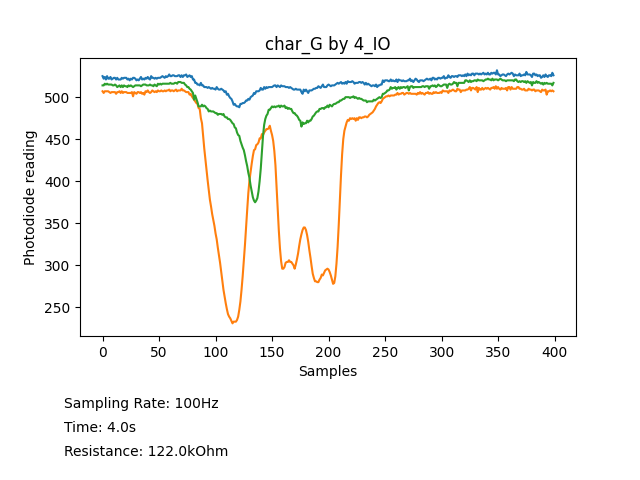 char_G by 4_IO
Photodiode reading
500
450
400
350
300
250
0 50 100 150 200 250 300 350 400
Samples
Sampling Rate: 100Hz
Time: 4.0s
Resistance: 122.0kOhm